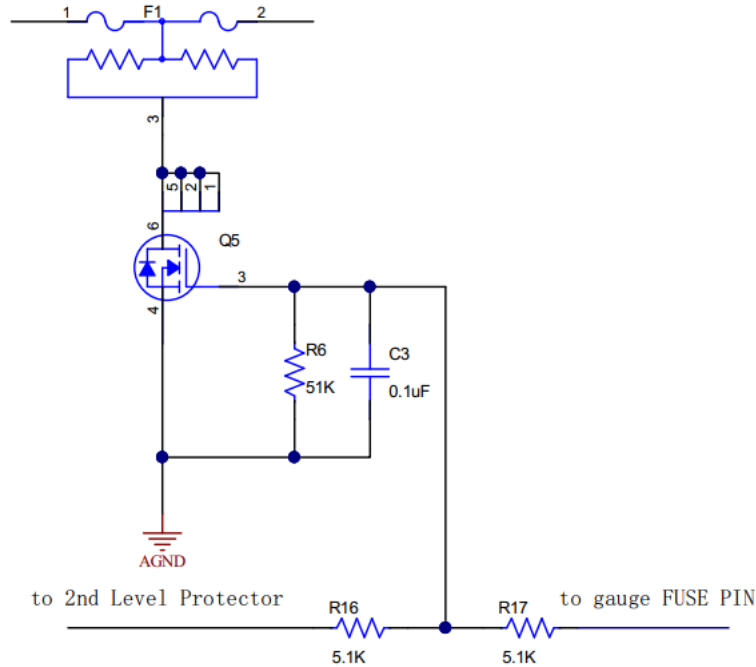 1 F1 2
3
5 2 1
6
Q5
3
4
R6
51K
C3
0.1uF
AGND
to 2nd Level Protector
R16
5.1K
R17
5.1K
to gauge FUSE PIN